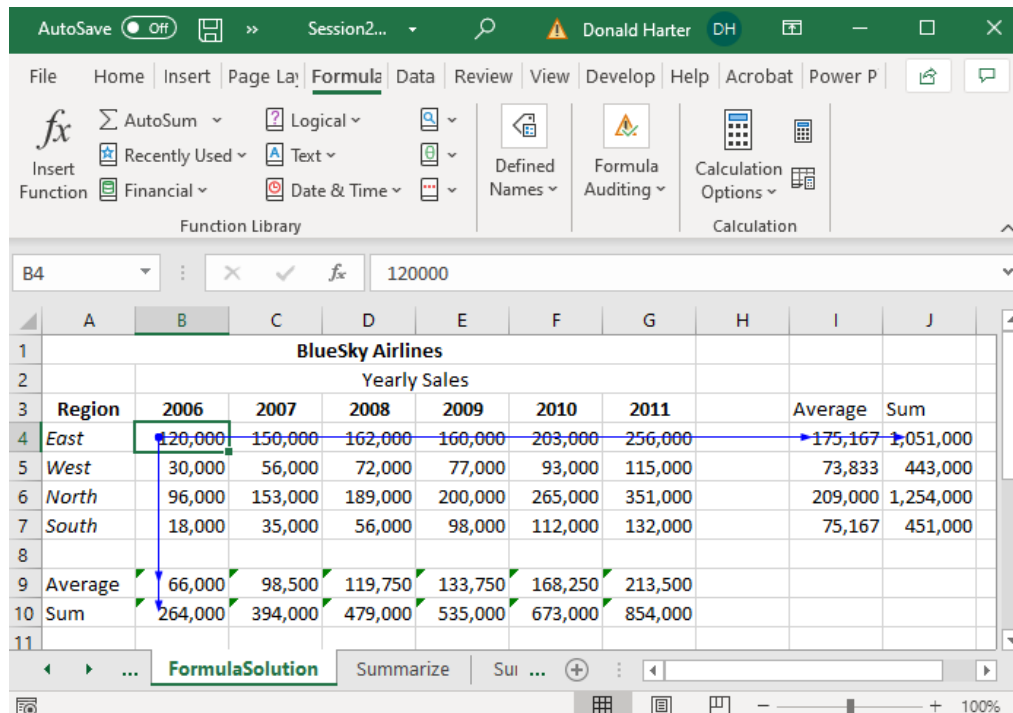 AutoSave Off » Session2... Donald Harter DH
File Home Insert Page La Formula Data Review View Develop Help Acrobat Power P
fx Insert Function
AutoSum
Recently Used
Financial
Logical
Text
Date & Time
Defined Names
Formula Auditing
Calculation Options
Function Library Calculation
B4 fx 120000
A B C D E F G H I J
1 BlueSky Airlines
2 Yearly Sales
3 Region 2006 2007 2008 2009 2010 2011 Average Sum
4 East 120,000 150,000 162,000 160,000 203,000 256,000 175,167 1,051,000
5 West 30,000 56,000 72,000 77,000 93,000 115,000 73,833 443,000
6 North 96,000 153,000 189,000 200,000 265,000 351,000 209,000 1,254,000
7 South 18,000 35,000 56,000 98,000 112,000 132,000 75,167 451,000
8
9 Average 66,000 98,500 119,750 133,750 168,250 213,500
10 Sum 264,000 394,000 479,000 535,000 673,000 854,000
11
... FormulaSolution Summarize Su ...
100%